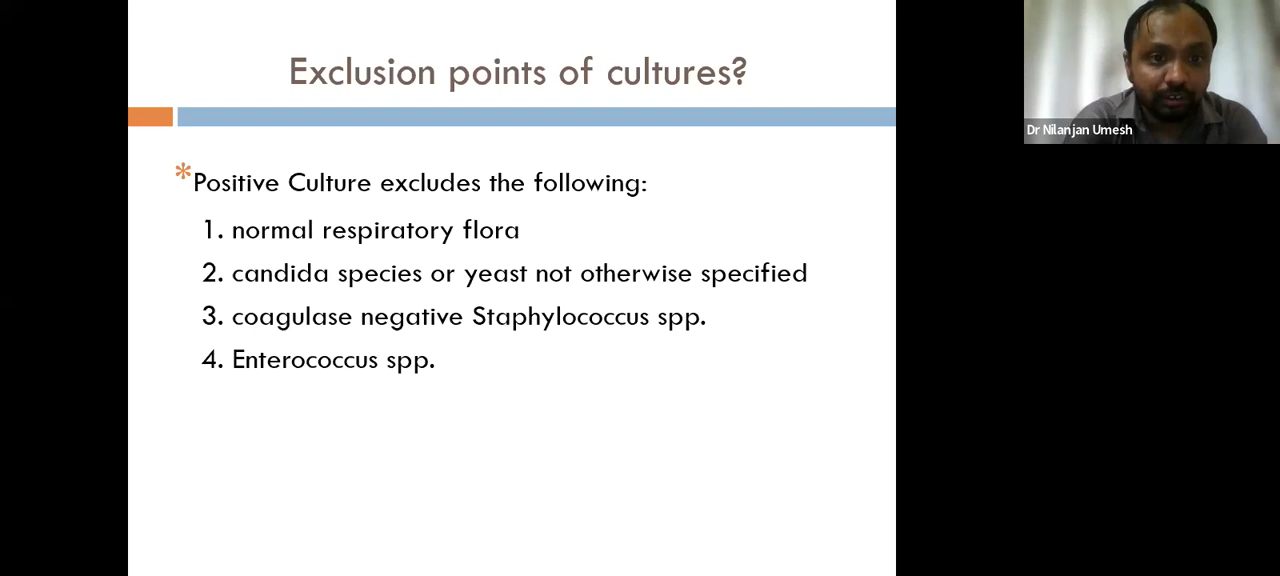 Exclusion points of cultures?
Dr Nilanjan Umesh
*Positive Culture excludes the following:
1. normal respiratory flora
2. candida species or yeast not otherwise specified
3. coagulase negative Staphylococcus spp.
4. Enterococcus spp.